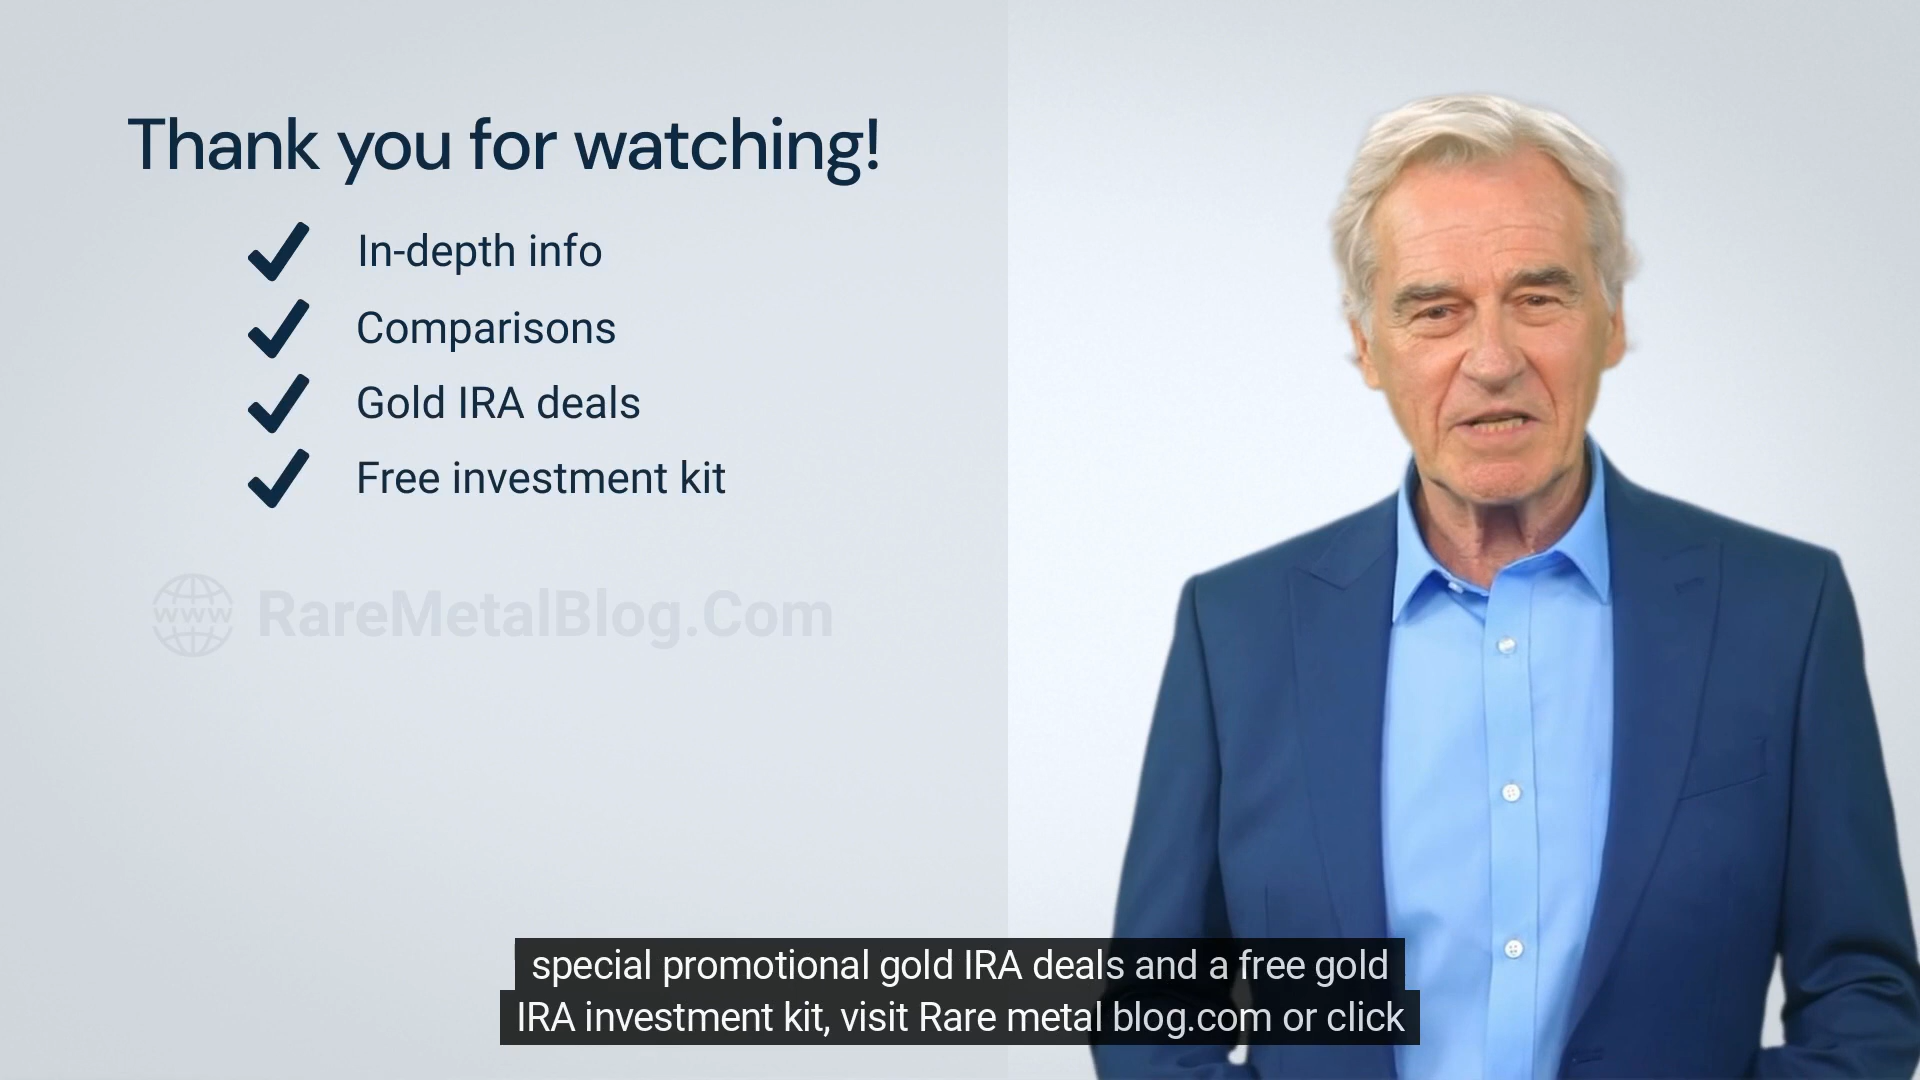 Thank you for watching!
In-depth info
Comparisons
Gold IRA deals
Free investment kit
www RareMetalBlog.Com
special promotional gold IRA deals and a free gold
IRA investment kit, visit Rare metal blog.com or click